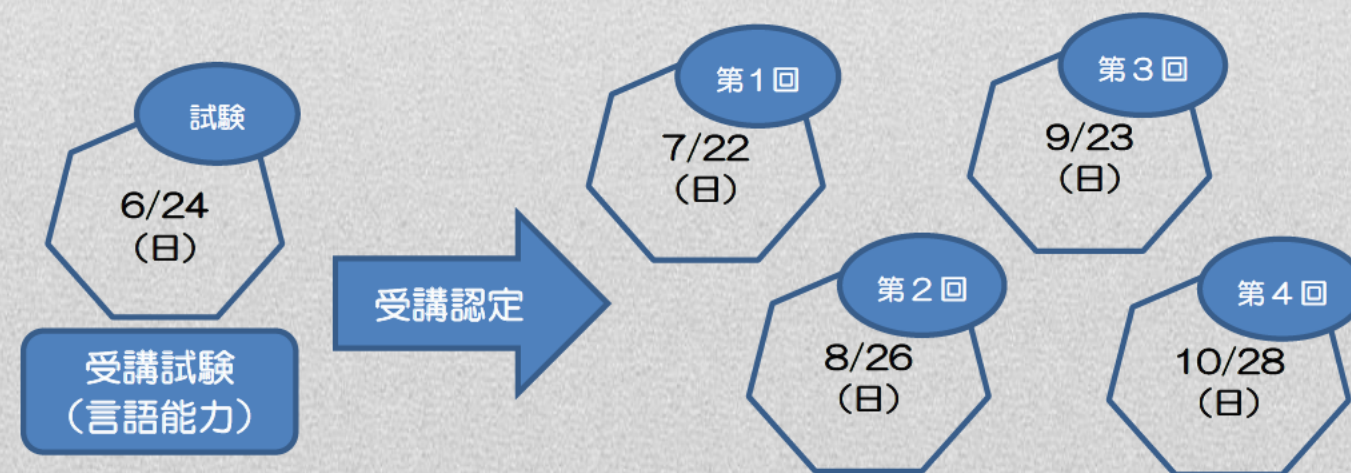 試験
6/24
（日）
受講試験
（言語能力）
受講認定
第１回
7/22
（日）
第２回
8/26
（日）
第３回
9/23
（日）
第４回
10/28
（日）